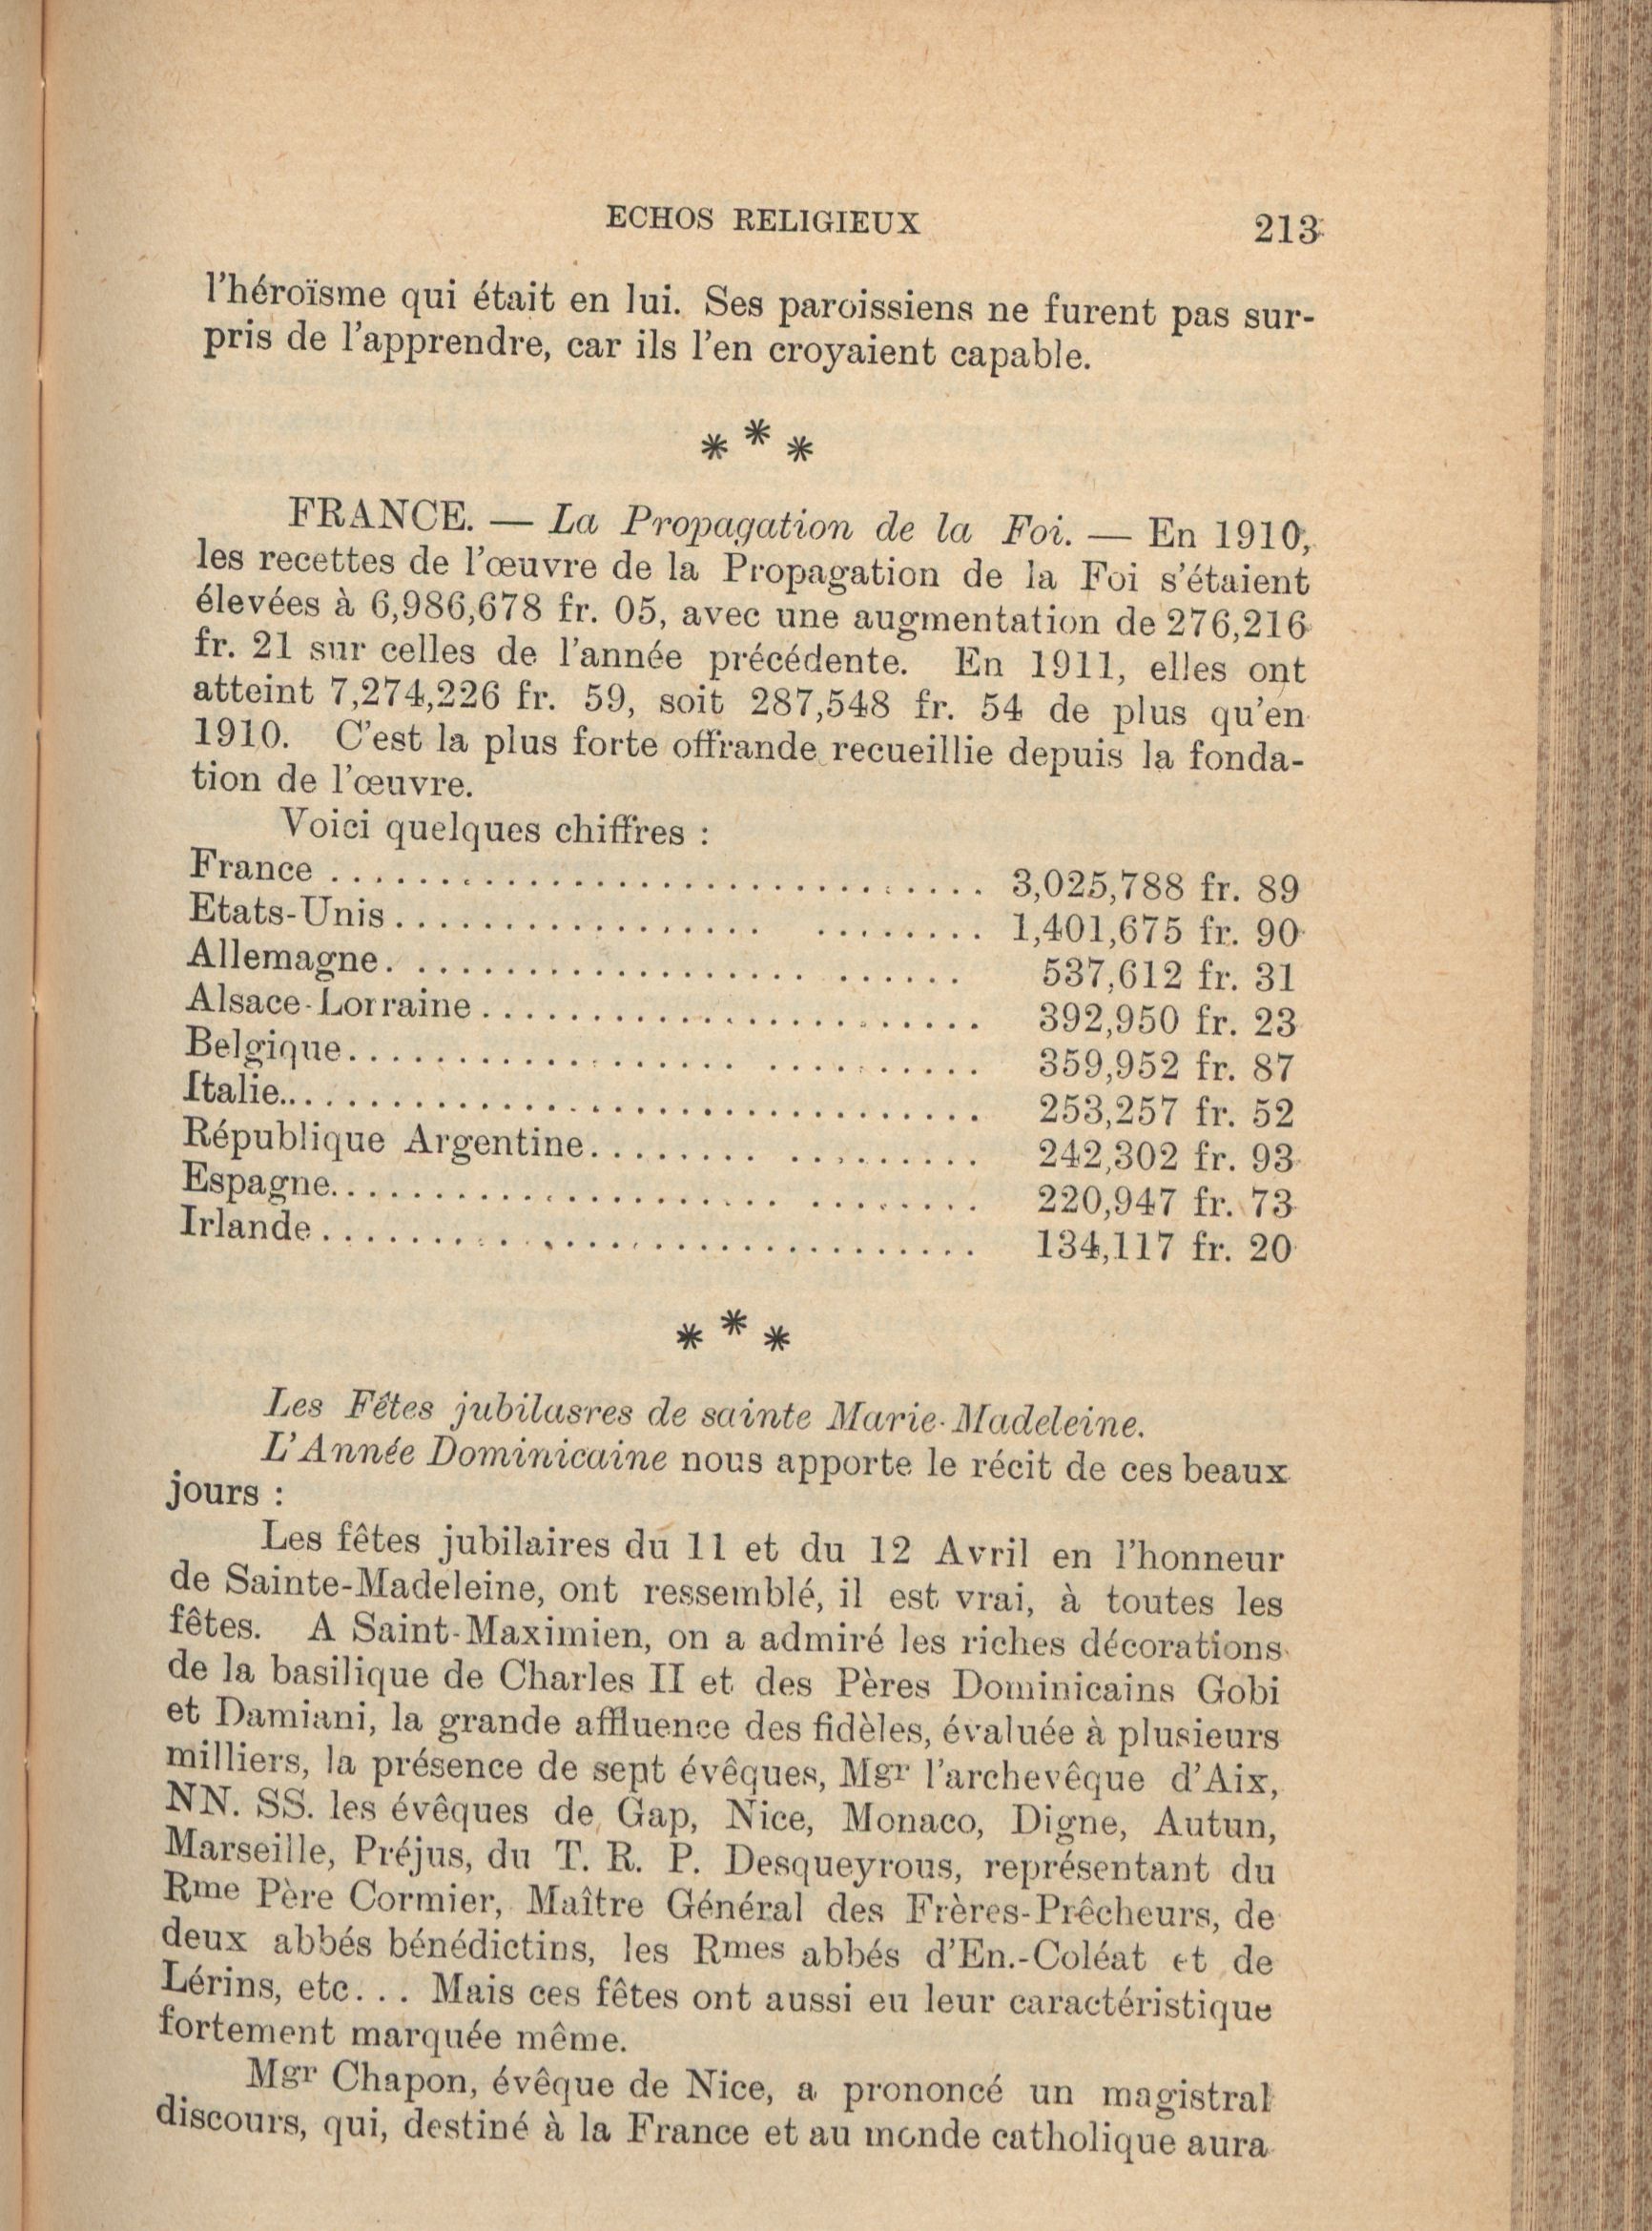 ECHOS RELIGIEUX 213
l'héroïsme qui était en lui. Ses paroissiens ne furent pas sur-
pris de l'apprendre, car ils l'en croyaient capable.
* * *
FRANCE. — La Propagation de la Foi. — En 1910,
les recettes de l'œuvre de la Propagation de la Foi s'étaient
élevées à 6,986,678 fr. 05, avec une augmentation de 276,216
fr. 21 sur celles de l'année précédente. En 1911, elles ont
atteint 7,274,226 fr. 59, soit 287,548 fr. 54 de plus qu'en
1910. C'est la plus forte offrande recueillie depuis la fonda-
tion de l'œuvre.
Voici quelques chiffres :
France .............................. 3,025,788 fr. 89
Etats-Unis................. ........ 1,401,675 fr. 90
Allemagne. .................. ...... 537,612 fr. 31
Alsace-Lorraine....................... 392,950 fr. 23
Belgique.................. .......... 359,952 fr. 87
Italie................................ 253,257 fr. 52
République Argentine........ ......... 242,302 fr. 93
Espagne..................... ........ 220,947 fr. 73
Irlande.............................. 134,117 fr. 20
* * *
Les Fêtes jubilasres de sainte Marie-Madeleine.
L'Année Dominicaine nous apporte le récit de ces beaux
jours :
Les fêtes jubilaires du 11 et du 12 Avril en l'honneur
de Sainte-Madeleine, ont ressemblé, il est vrai, à toutes les
fêtes. A Saint-Maximien, on a admiré les riches décorations
de la basilique de Charles II et des Pères Dominicains Gobi
et Damiani, la grande affluence des fidèles, évaluée à plusieurs
milliers, la présence de sept évêques, Mgr l'archevêque d'Aix,
NN. SS. les évêques de Gap, Nice, Monaco, Digne, Autun,
Marseille, Préjus, du T. R. P. Desqueyrous, représentant du
Rme Père Cormier, Maître Général des Frères-Prêcheurs, de
deux abbés bénédictins, les Rmes abbés d'En.-Coléat et de
Lérins, etc... Mais ces fêtes ont aussi eu leur caractéristique
fortement marquée même.
Mgr Chapon, évêque de Nice, a prononcé un magistral
discours, qui, destiné à la France et au monde catholique aura